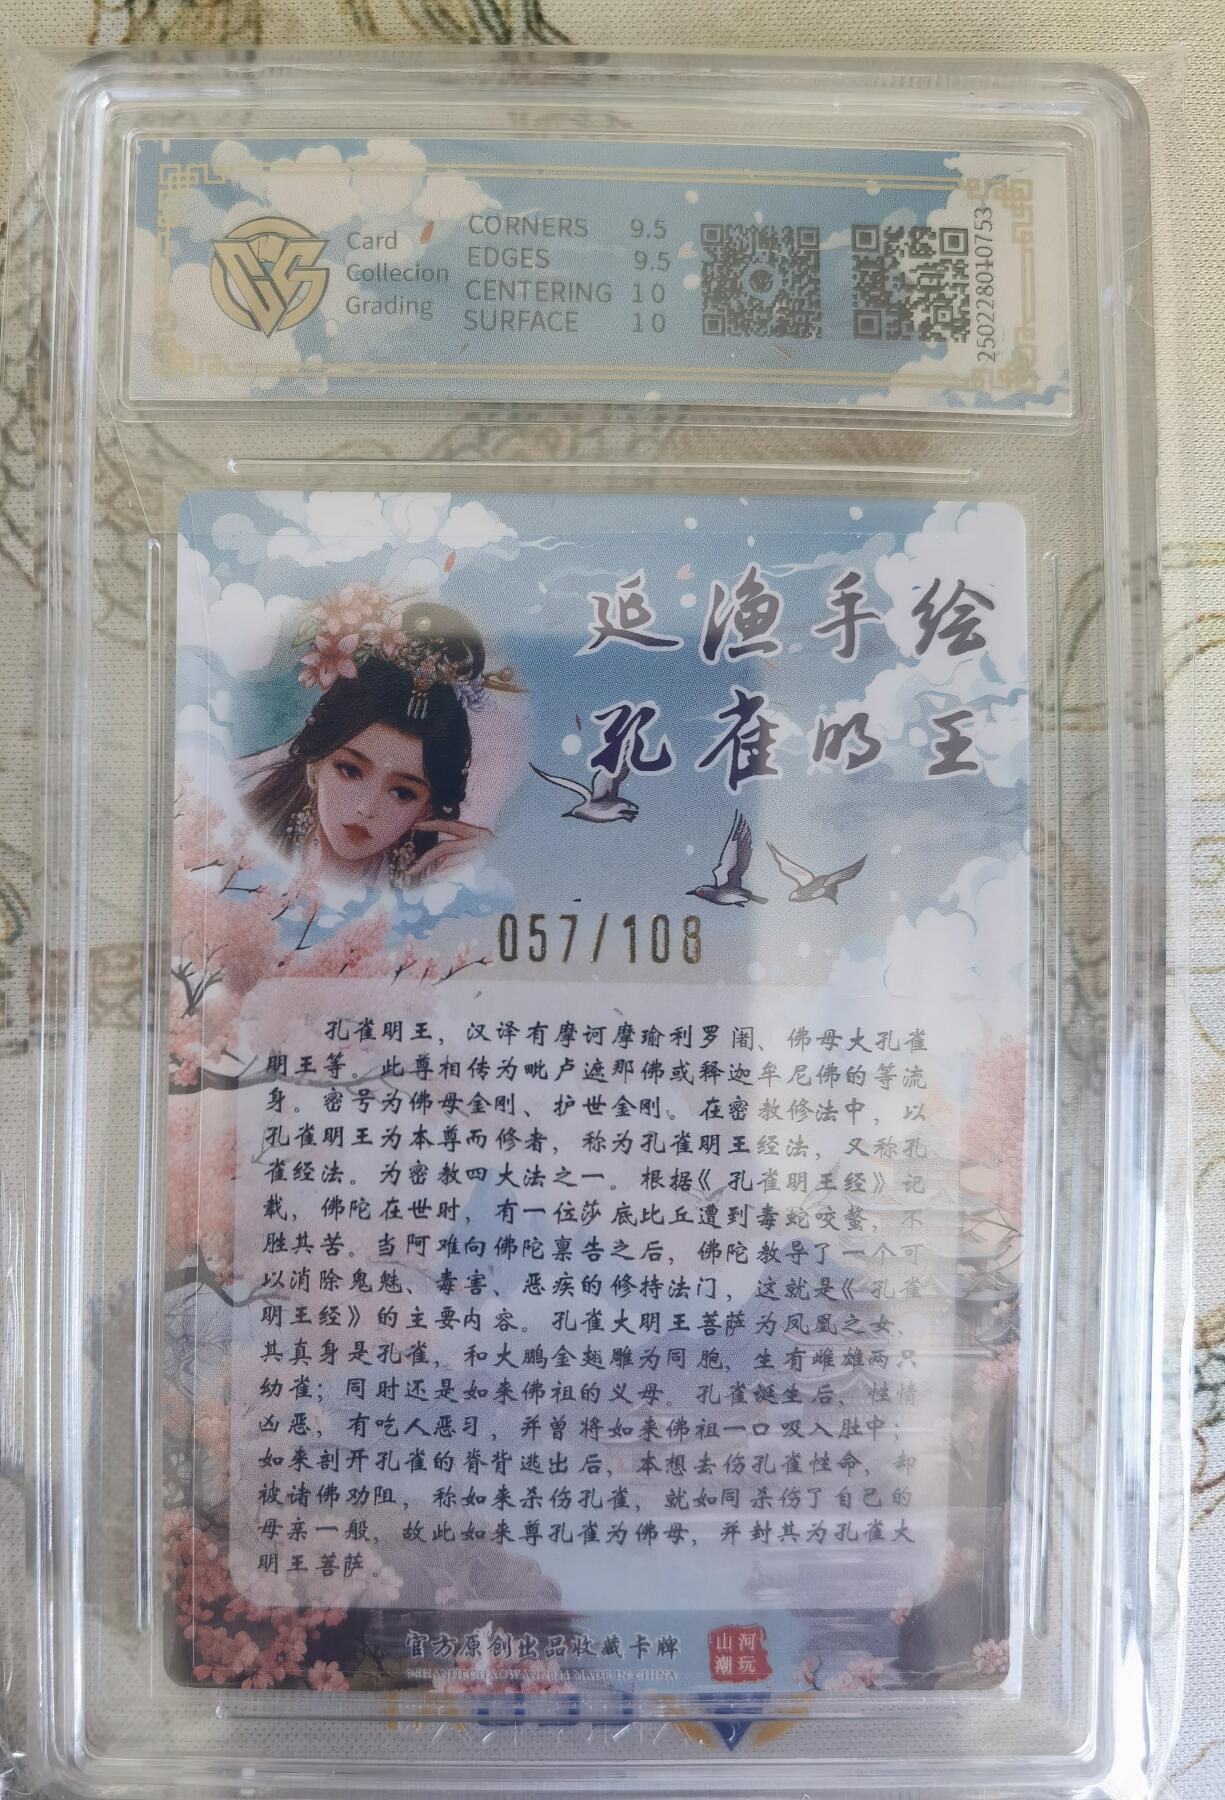 Card
Collecion
Grading
CORNERS 9.5
EDGES 9.5
CENTERING 10
SURFACE 10
2502228010753
延渔手绘
孔雀明王
057/108
孔雀明王，汉译有摩诃摩瑜利罗阇、佛母大孔雀
明王等。此尊相传为毗卢遮那佛或释迦牟尼佛的等流
身。密号为佛母金刚、护世金刚。在密教修法中，以
孔雀明王为本尊而修者，称为孔雀明王经法，又称孔
雀经法。为密教四大法之一。根据《孔雀明王经》记
载，佛陀在世时，有一位莎底比丘遭到毒蛇咬螫，不
胜其苦。当阿难向佛陀禀告之后，佛陀教导了一个可
以消除鬼魅、毒害、恶疾的修持法门，这就是《孔雀
明王经》的主要内容。孔雀大明王菩萨为凤凰之女，
其真身是孔雀，和大鹏金翅雕为同胞，生有雌雄两只
幼雀；同时还是如来佛祖的义母。孔雀诞生后，性情
凶恶，有吃人恶习，并曾将如来佛祖一口吸入肚中；
如来剖开孔雀的脊背逃出后，本想去伤孔雀性命，却
被诸佛劝阻，称如来杀伤孔雀，就如同杀伤了自己的
母亲一般，故此如来尊孔雀为佛母，并封其为孔雀大
明王菩萨。
官方原创出品收藏卡牌
MADE IN CHINA
山河
潮玩